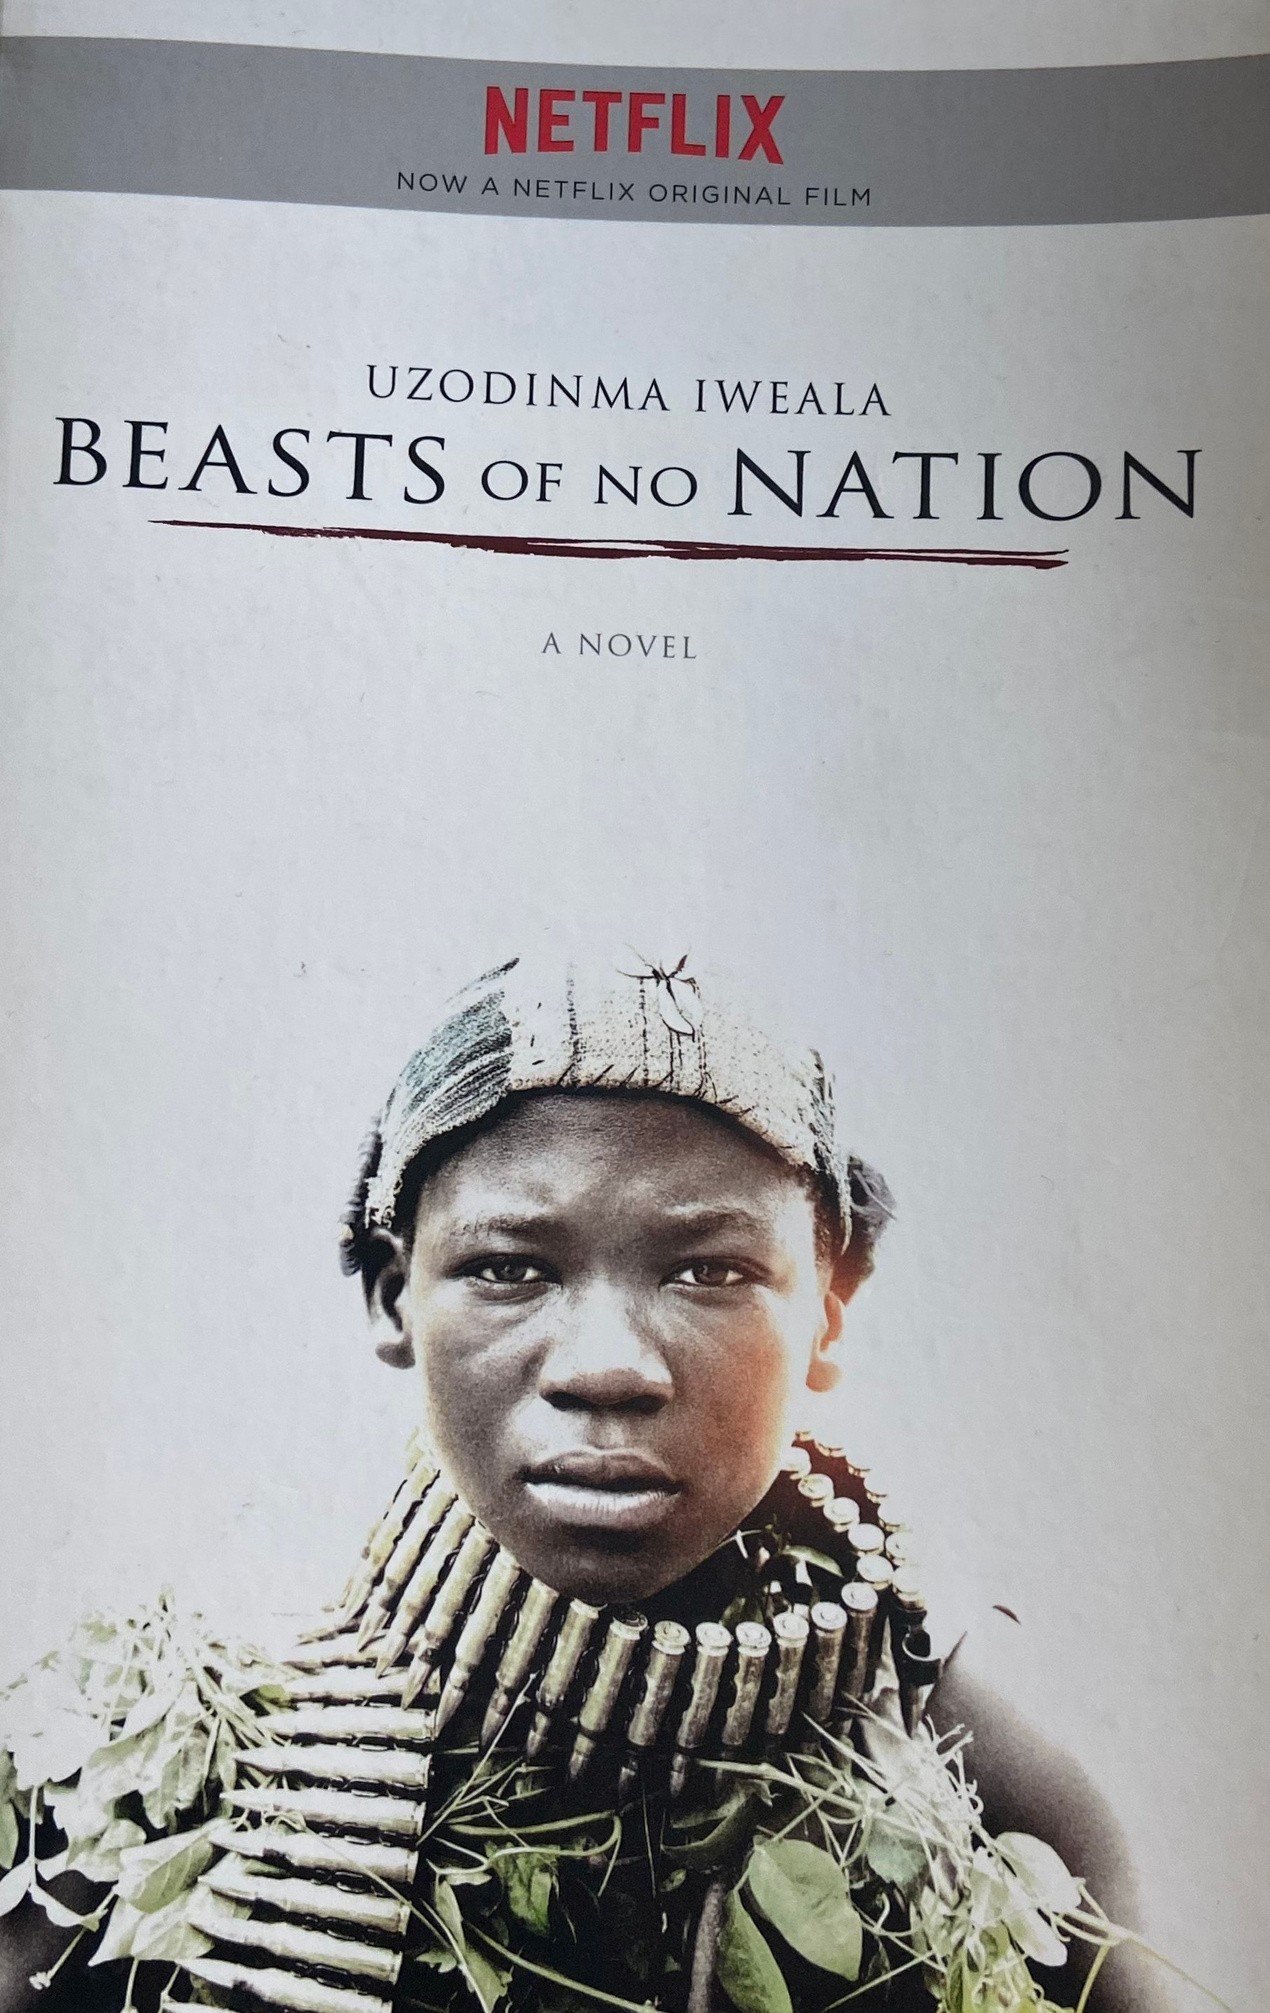 NETFLIX
NOW A NETFLIX ORIGINAL FILM
UZODINMA IWEALA
BEASTS OF NO NATION
A NOVEL